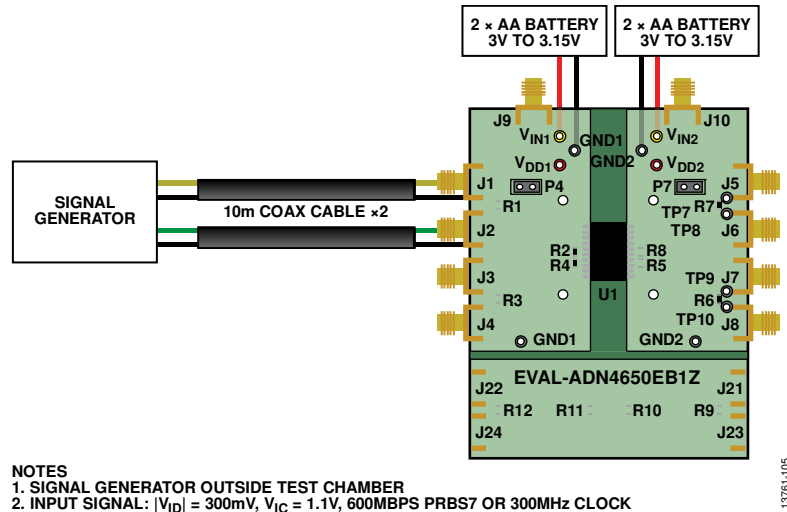 2 × AA BATTERY
3V TO 3.15V
2 × AA BATTERY
3V TO 3.15V
J9
J10
VIN1
GND1
VIN2
VDD1
GND2
VDD2
SIGNAL
GENERATOR
10m COAX CABLE ×2
J1
P4
P7
J5
R1
R7
TP7
J2
TP8
J6
R2
R8
R4
R5
J3
TP9
J7
U1
R3
R6
J4
TP10
J8
GND1
GND2
EVAL-ADN4650EB1Z
J22
J21
R12
R11
R10
R9
J24
J23
NOTES
1. SIGNAL GENERATOR OUTSIDE TEST CHAMBER
2. INPUT SIGNAL: |VID| = 300mV, VIC = 1.1V, 600MBPS PRBS7 OR 300MHz CLOCK
13761-105